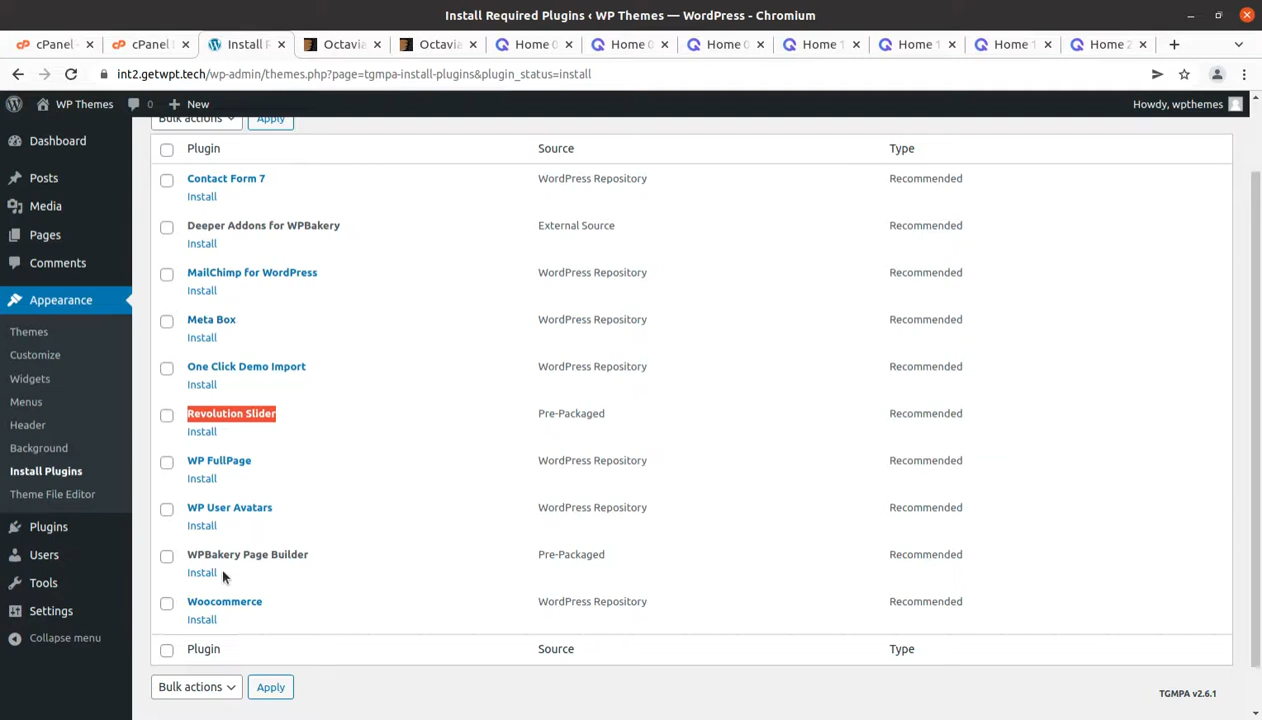 Install Required Plugins ‹ WP Themes — WordPress - Chromium
cPanel -
cPanel
Install P
Octavia
Octavia
Home 0
Home 0
Home 0
Home 1
Home 1
Home 1
Home 2
int2.getwpt.tech/wp-admin/themes.php?page=tgmpa-install-plugins&plugin_status=install
WP Themes 0 New Howdy, wpthemes
Dashboard
Posts
Media
Pages
Comments
Appearance
Themes
Customize
Widgets
Menus
Header
Background
Install Plugins
Theme File Editor
Plugins
Users
Tools
Settings
Collapse menu
Bulk actions Apply
Plugin Source Type
Contact Form 7 WordPress Repository Recommended
Install
Deeper Addons for WPBakery External Source Recommended
Install
MailChimp for WordPress WordPress Repository Recommended
Install
Meta Box WordPress Repository Recommended
Install
One Click Demo Import WordPress Repository Recommended
Install
Revolution Slider Pre-Packaged Recommended
Install
WP FullPage WordPress Repository Recommended
Install
WP User Avatars WordPress Repository Recommended
Install
WPBakery Page Builder Pre-Packaged Recommended
Install
Woocommerce WordPress Repository Recommended
Install
Plugin Source Type
Bulk actions Apply
TGMPA v2.6.1